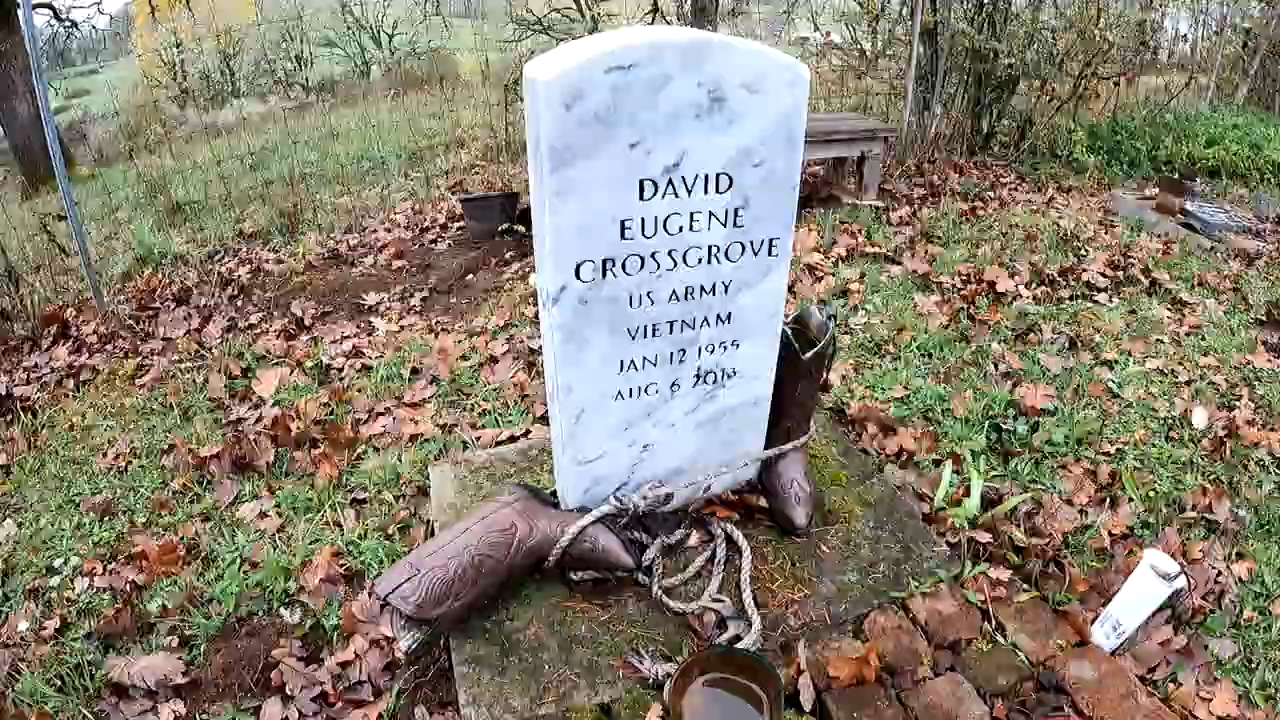 DAVID
EUGENE
CROSSGROVE
US ARMY
VIETNAM
JAN 12 1955
AUG 6 2013